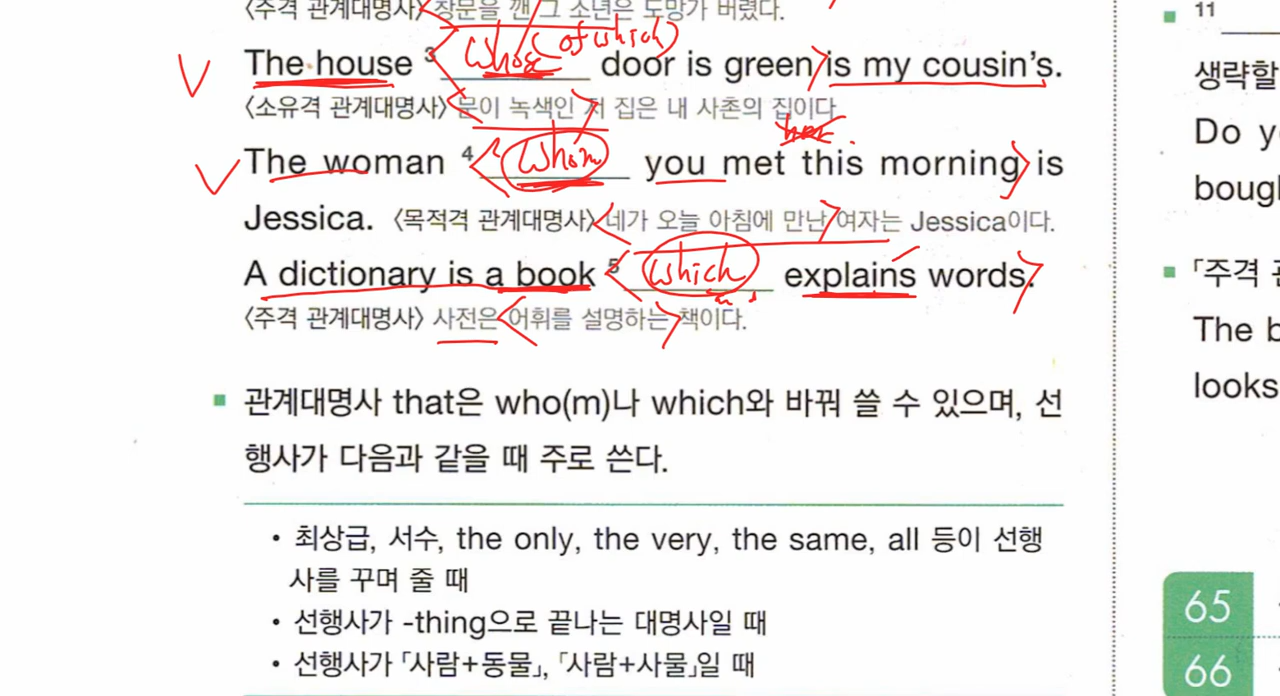 〈주격 관계대명사〉 창문을 깬 그 소년은 도망가 버렸다.
The house 3 whose (of which) door is green is my cousin's.
〈소유격 관계대명사〉 문이 녹색인 저 집은 내 사촌의 집이다.
her
The woman 4 whom you met this morning is
Jessica. 〈목적격 관계대명사〉 네가 오늘 아침에 만난 여자는 Jessica이다.
A dictionary is a book 5 which explains words.
〈주격 관계대명사〉 사전은 어휘를 설명하는 책이다.
관계대명사 that은 who(m)나 which와 바꿔 쓸 수 있으며, 선
행사가 다음과 같을 때 주로 쓴다.
• 최상급, 서수, the only, the very, the same, all 등이 선행
사를 꾸며 줄 때
• 선행사가 -thing으로 끝나는 대명사일 때
• 선행사가 「사람+동물」, 「사람+사물」일 때
11
생략할
Do y
boug
「주격 관
The b
looks
65
66